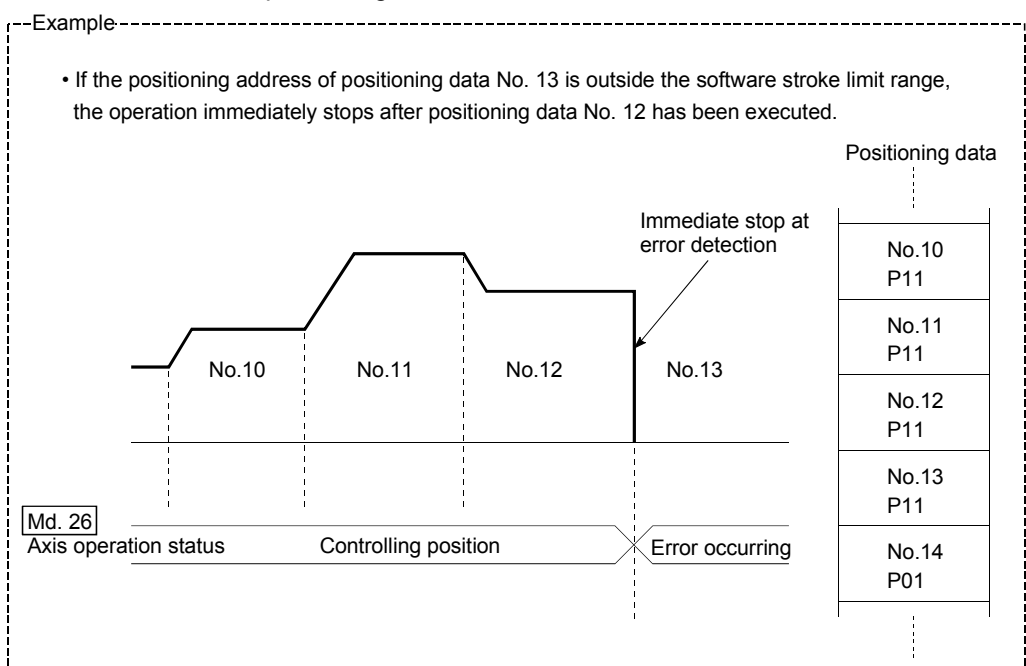 Example
• If the positioning address of positioning data No. 13 is outside the software stroke limit range,
the operation immediately stops after positioning data No. 12 has been executed.
Positioning data
Immediate stop at
error detection
No.10
P11
No.11
P11
No.12
P11
No.13
P11
No.14
P01
No.10
No.11
No.12
No.13
Md. 26
Axis operation status
Controlling position
Error occurring